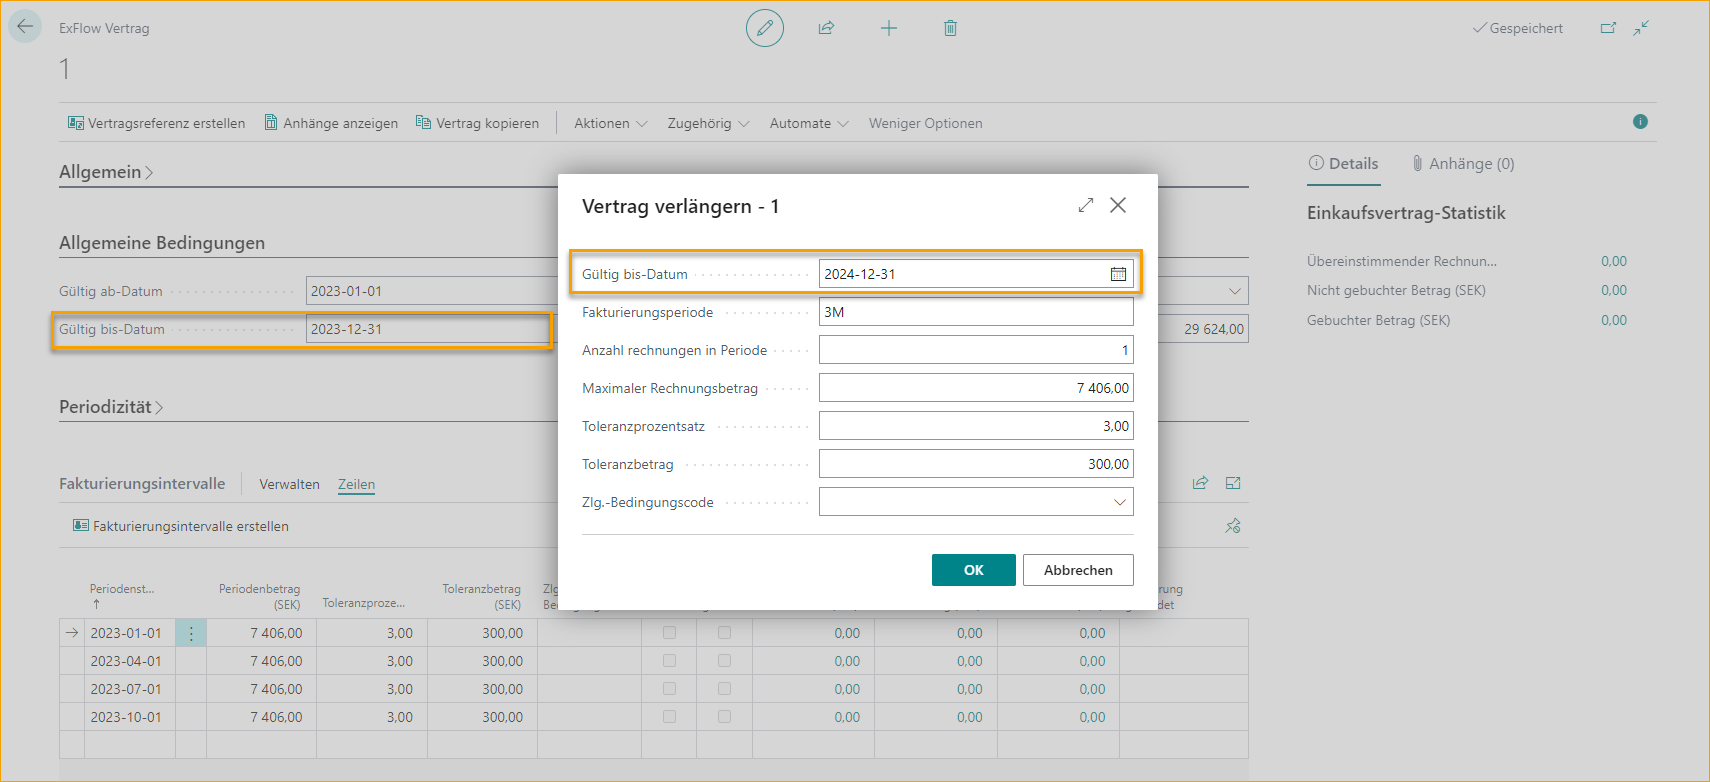 ExFlow Vertrag
Gespeichert
1
Vertragsreferenz erstellen Anhänge anzeigen Vertrag kopieren Aktionen Zugehörig Automate Weniger Optionen
Allgemein
Details Anhänge (0)
Einkaufsvertrag-Statistik
Übereinstimmender Rechnun... 0,00
Nicht gebuchter Betrag (SEK) 0,00
Gebuchter Betrag (SEK) 0,00
Allgemeine Bedingungen
Gültig ab-Datum 2023-01-01
Gültig bis-Datum 2023-12-31 29 624,00
Periodizität
Vertrag verlängern - 1
Gültig bis-Datum 2024-12-31
Fakturierungsperiode 3M
Anzahl rechnungen in Periode 1
Maximaler Rechnungsbetrag 7 406,00
Toleranzprozentsatz 3,00
Toleranzbetrag 300,00
Zlg.-Bedingungscode
OK Abbrechen
Fakturierungsintervalle Verwalten Zeilen
Fakturierungsintervalle erstellen
Periodenst... Periodenbetrag (SEK) Toleranzproze... Toleranzbetrag (SEK)
2023-01-01 7 406,00 3,00 300,00 0,00 0,00 0,00
2023-04-01 7 406,00 3,00 300,00 0,00 0,00 0,00
2023-07-01 7 406,00 3,00 300,00 0,00 0,00 0,00
2023-10-01 7 406,00 3,00 300,00 0,00 0,00 0,00